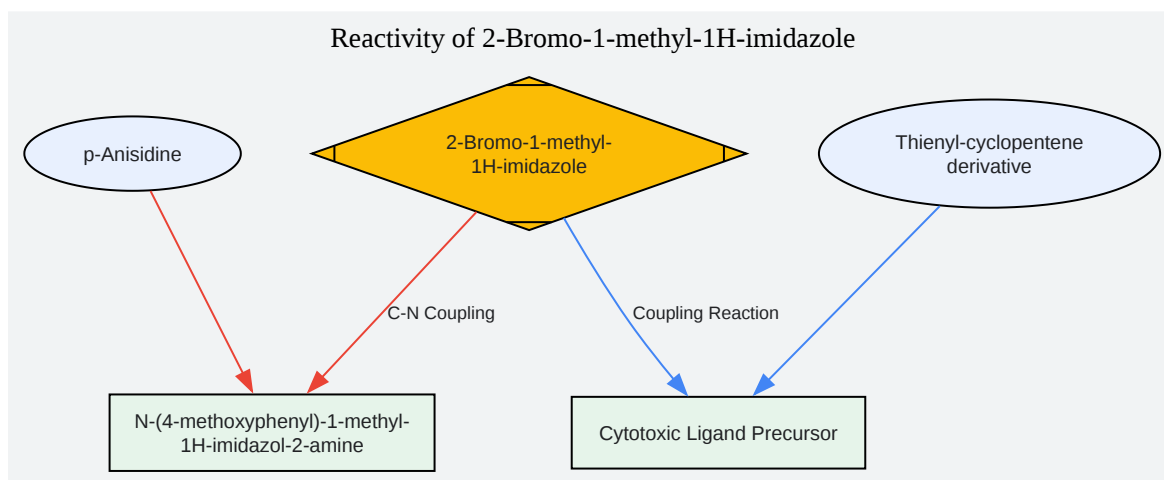 Reactivity of 2-Bromo-1-methyl-1H-imidazole
p-Anisidine
2-Bromo-1-methyl-
1H-imidazole
Thienyl-cyclopentene
derivative
C-N Coupling
Coupling Reaction
N-(4-methoxyphenyl)-1-methyl-
1H-imidazol-2-amine
Cytotoxic Ligand Precursor